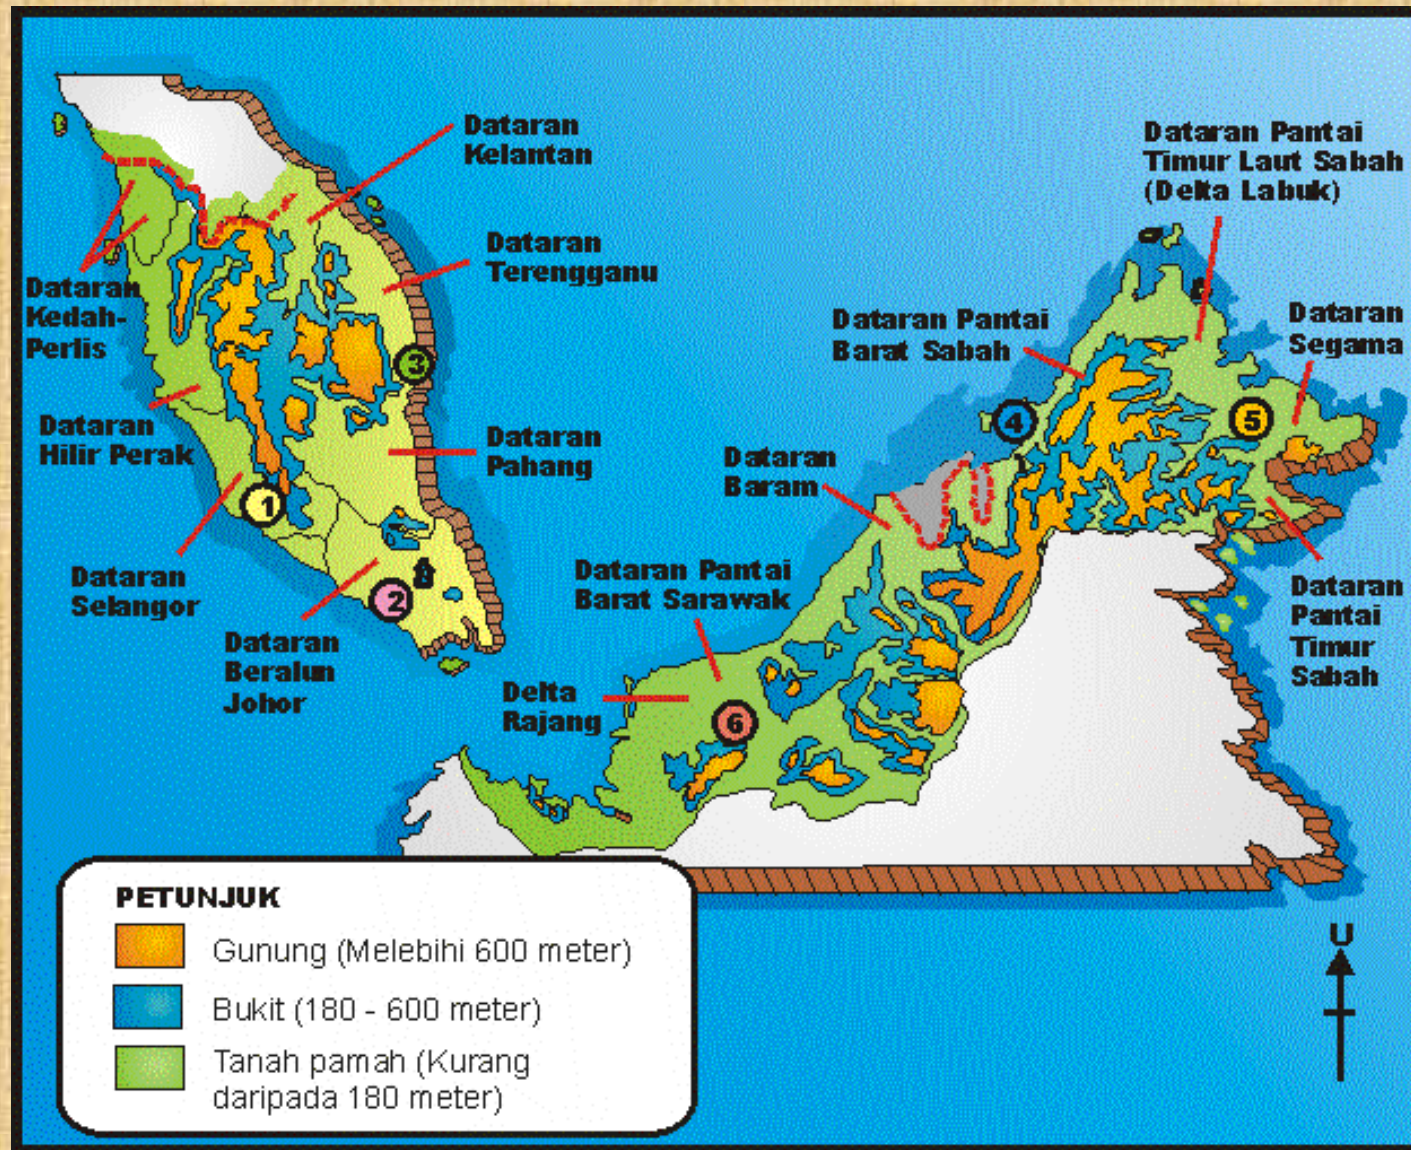 Dataran
Kelantan
Dataran
Terengganu
Dataran
Kedah-
Perlis
3
Dataran
Hilir Perak
Dataran
Pahang
1
Dataran
Selangor
2
Dataran
Beralun
Johor
Dataran Pantai
Timur Laut Sabah
(Delta Labuk)
Dataran Pantai
Barat Sabah
Dataran
Segama
4
5
Dataran
Baram
Dataran Pantai
Barat Sarawak
Dataran
Pantai
Timur
Sabah
Delta
Rajang
6
PETUNJUK
Gunung (Melebihi 600 meter)
Bukit (180 - 600 meter)
Tanah pamah (Kurang
daripada 180 meter)
U